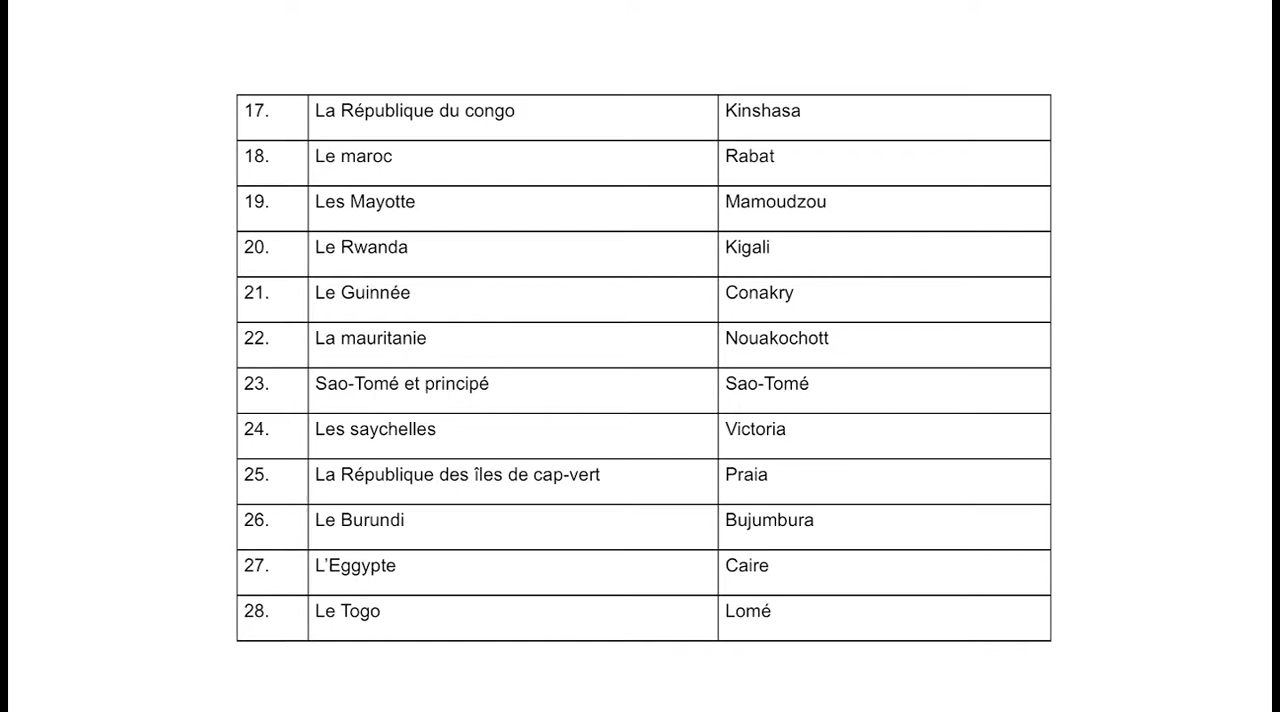 17. La République du congo Kinshasa
18. Le maroc Rabat
19. Les Mayotte Mamoudzou
20. Le Rwanda Kigali
21. Le Guinnée Conakry
22. La mauritanie Nouakochott
23. Sao-Tomé et principé Sao-Tomé
24. Les saychelles Victoria
25. La République des îles de cap-vert Praia
26. Le Burundi Bujumbura
27. L'Eggypte Caire
28. Le Togo Lomé